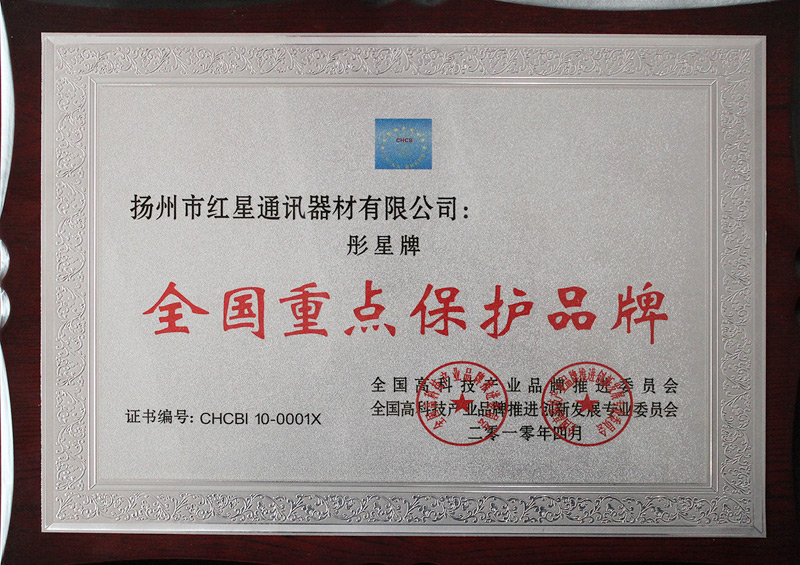 CHCB
扬州市红星通讯器材有限公司：
彤星牌
全国重点保护品牌
全国高科技产业品牌推进委员会
全国高科技产业品牌推进创新发展专业委员会
二零一零年四月
证书编号：CHCBI 10-0001X